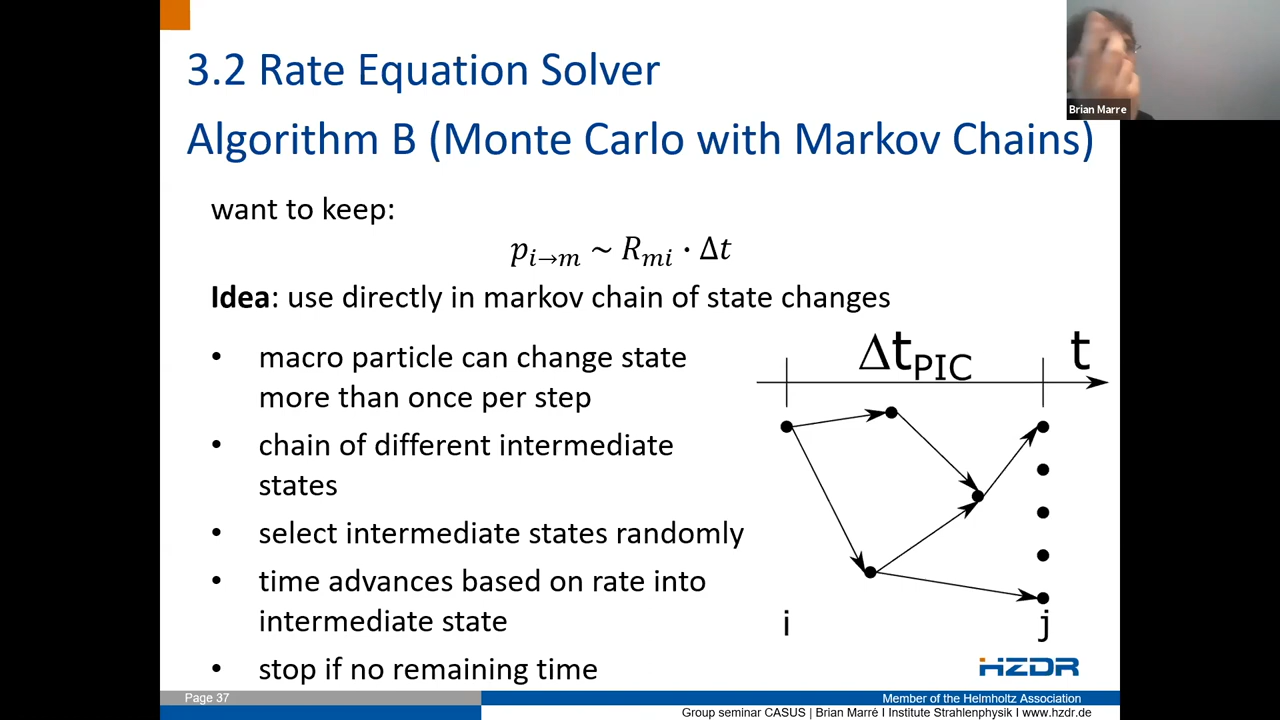 3.2 Rate Equation Solver
Algorithm B (Monte Carlo with Markov Chains)
Brian Marre
want to keep:
p_{i→m} ~ R_{mi} · Δt
Idea: use directly in markov chain of state changes
• macro particle can change state
more than once per step
• chain of different intermediate
states
• select intermediate states randomly
• time advances based on rate into
intermediate state
• stop if no remaining time
Δt_{PIC} t
i j
HZDR
Page 37
Member of the Helmholtz Association
Group seminar CASUS | Brian Marré I Institute Strahlenphysik I www.hzdr.de